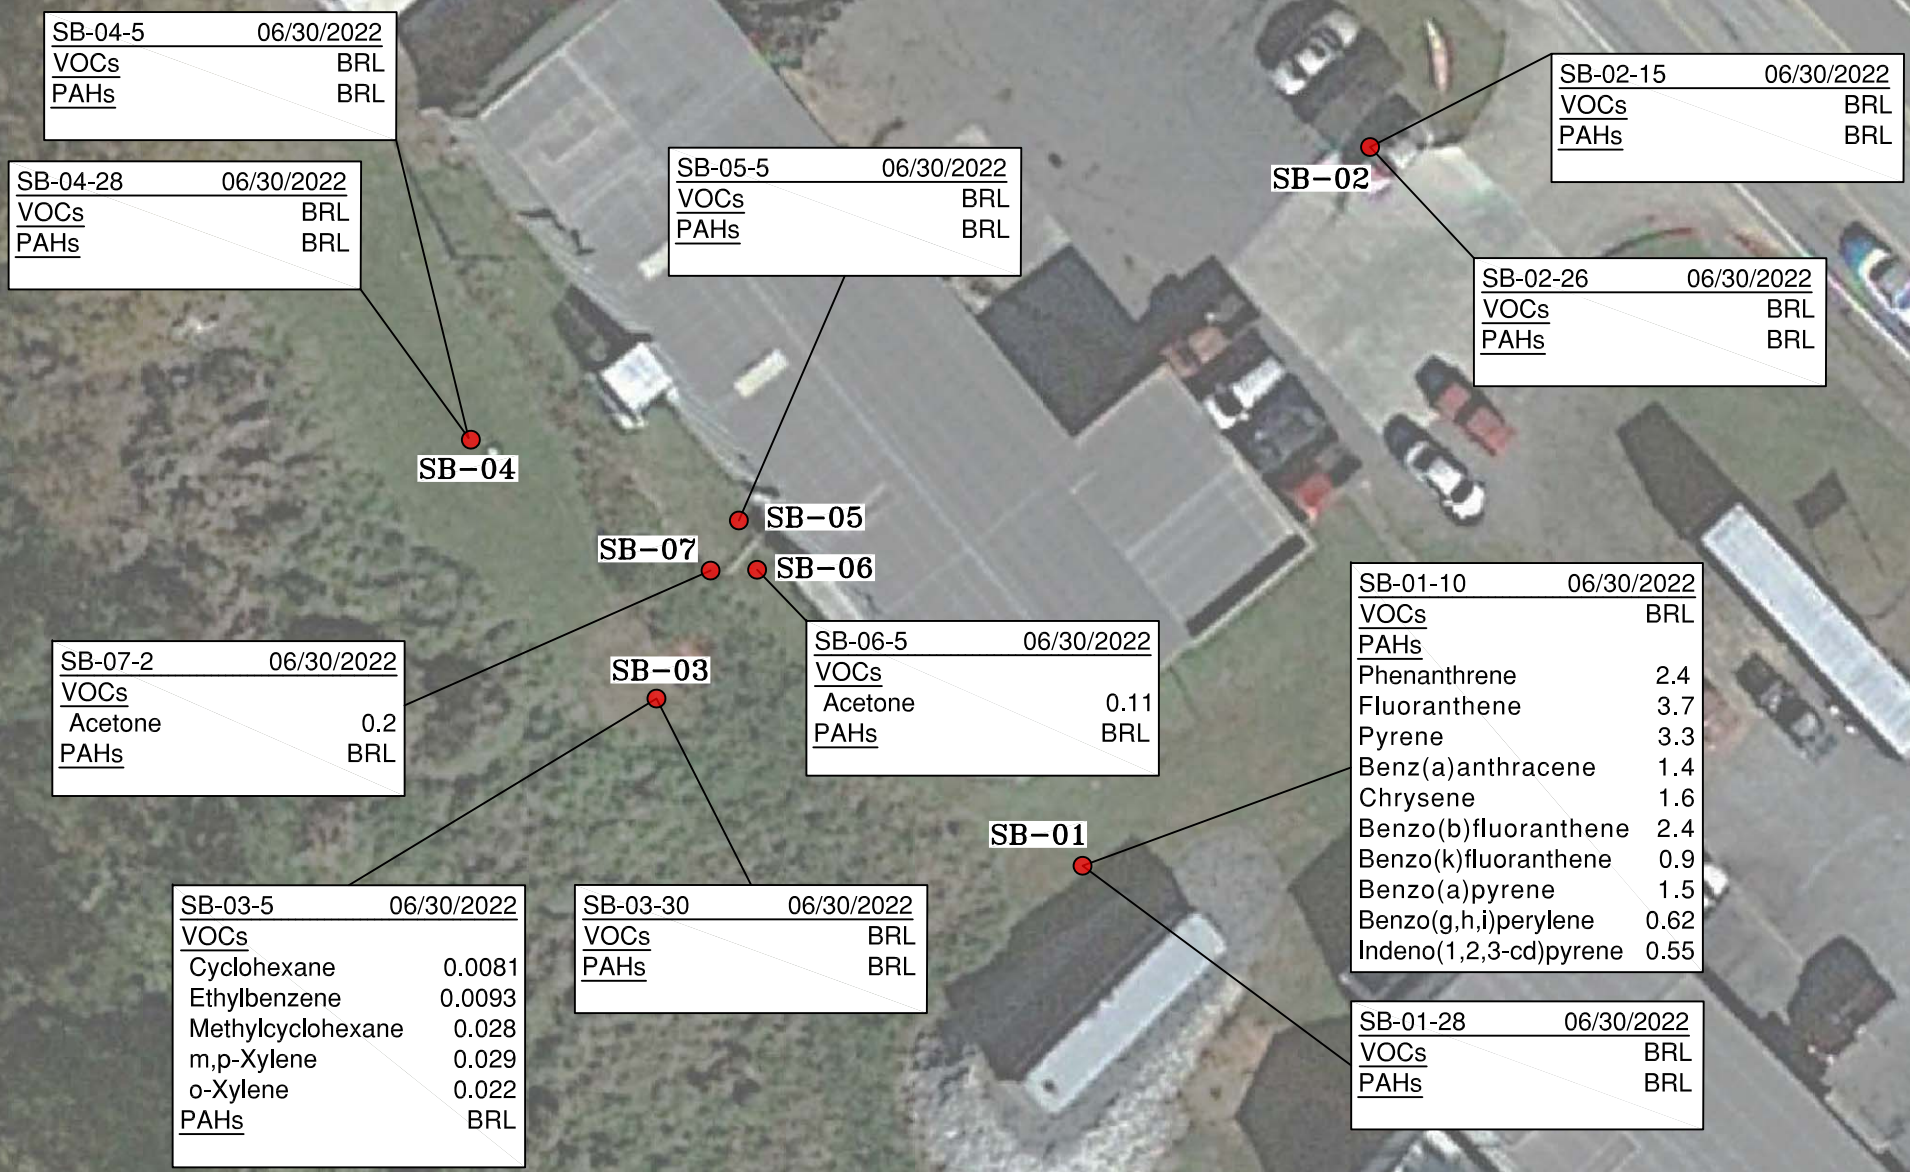 SB-04-5 06/30/2022
VOCs BRL
PAHs BRL
SB-04-28 06/30/2022
VOCs BRL
PAHs BRL
SB-05-5 06/30/2022
VOCs BRL
PAHs BRL
SB-02-15 06/30/2022
VOCs BRL
PAHs BRL
SB-02
SB-02-26 06/30/2022
VOCs BRL
PAHs BRL
SB-04
SB-05
SB-07
SB-06
SB-07-2 06/30/2022
VOCs
Acetone 0.2
PAHs BRL
SB-03
SB-06-5 06/30/2022
VOCs
Acetone 0.11
PAHs BRL
SB-01-10 06/30/2022
VOCs BRL
PAHs
Phenanthrene 2.4
Fluoranthene 3.7
Pyrene 3.3
Benz(a)anthracene 1.4
Chrysene 1.6
Benzo(b)fluoranthene 2.4
Benzo(k)fluoranthene 0.9
Benzo(a)pyrene 1.5
Benzo(g,h,i)perylene 0.62
Indeno(1,2,3-cd)pyrene 0.55
SB-01
SB-03-5 06/30/2022
VOCs
Cyclohexane 0.0081
Ethylbenzene 0.0093
Methylcyclohexane 0.028
m,p-Xylene 0.029
o-Xylene 0.022
PAHs BRL
SB-03-30 06/30/2022
VOCs BRL
PAHs BRL
SB-01-28 06/30/2022
VOCs BRL
PAHs BRL